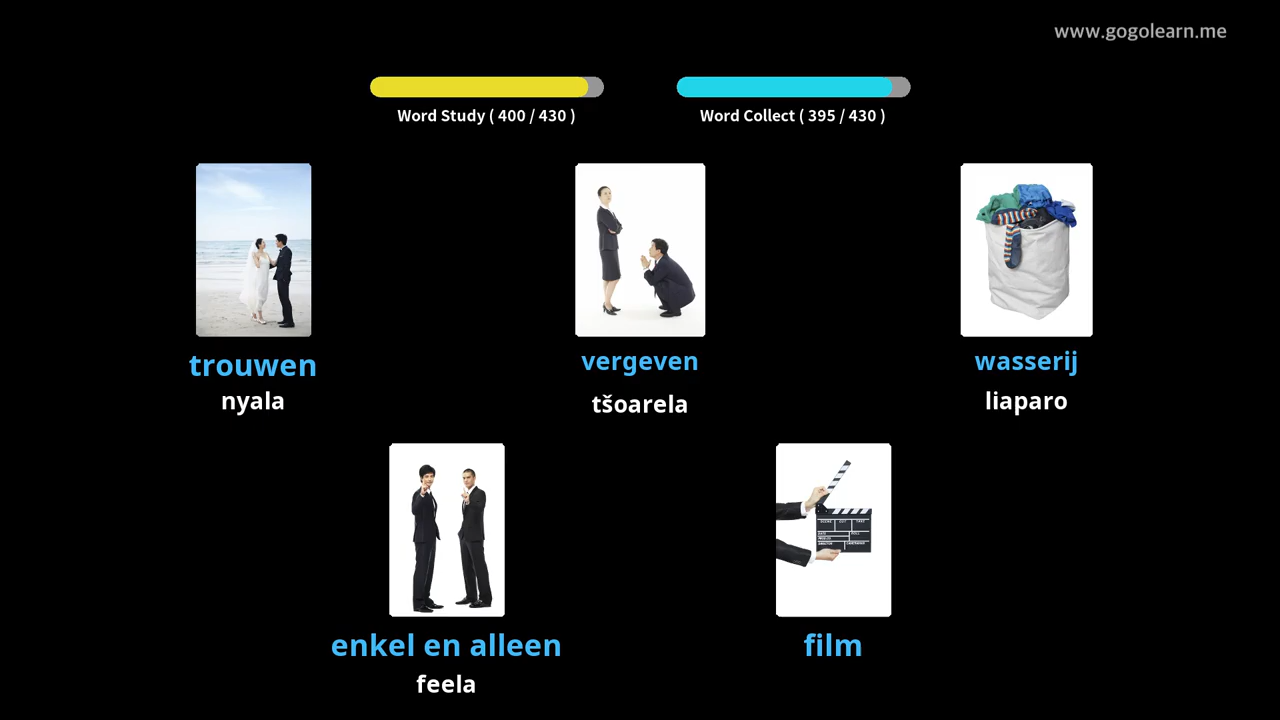 www.gogolearn.me
Word Study ( 400 / 430 )
Word Collect ( 395 / 430 )
trouwen
nyala
vergeven
tšoarela
wasserij
liaparo
enkel en alleen
feela
film